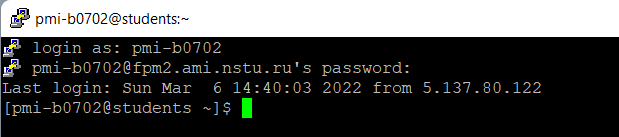 pmi-b0702@students:~
login as: pmi-b0702
pmi-b0702@fpm2.ami.nstu.ru's password:
Last login: Sun Mar  6 14:40:03 2022 from 5.137.80.122
[pmi-b0702@students ~]$